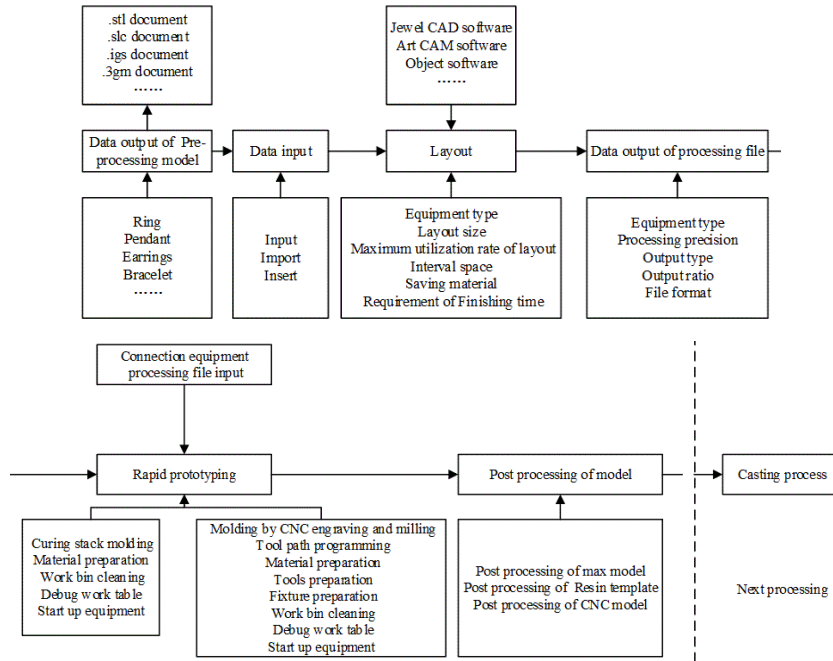 .stl document
.slc document
.igs document
.3gm document
......
Jewel CAD software
Art CAM software
Object software
......
Data output of Pre-
processing model
Data input
Layout
Data output of processing file
Ring
Pendant
Earrings
Bracelet
......
Input
Import
Insert
Equipment type
Layout size
Maximum utilization rate of layout
Interval space
Saving material
Requirement of Finishing time
Equipment type
Processing precision
Output type
Output ratio
File format
Connection equipment
processing file input
Rapid prototyping
Post processing of model
Casting process
Curing stack molding
Material preparation
Work bin cleaning
Debug work table
Start up equipment
Molding by CNC engraving and milling
Tool path programming
Material preparation
Tools preparation
Fixture preparation
Work bin cleaning
Debug work table
Start up equipment
Post processing of max model
Post processing of Resin template
Post processing of CNC model
Next processing